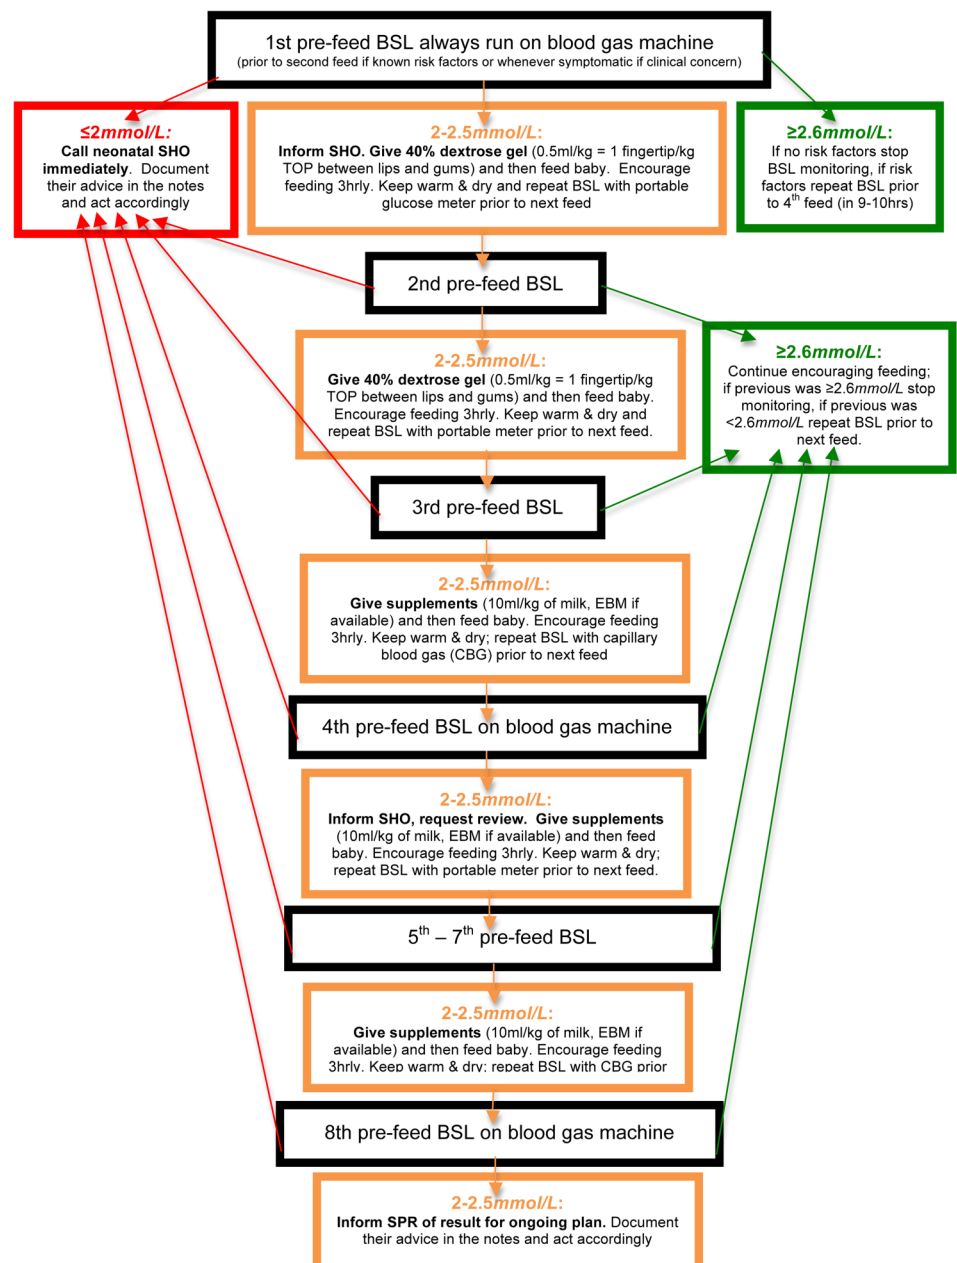 1st pre-feed BSL always run on blood gas machine
(prior to second feed if known risk factors or whenever symptomatic if clinical concern)
≤2mmol/L:
Call neonatal SHO
immediately. Document
their advice in the notes
and act accordingly
2-2.5mmol/L:
Inform SHO. Give 40% dextrose gel (0.5ml/kg = 1 fingertip/kg
TOP between lips and gums) and then feed baby. Encourage
feeding 3hrly. Keep warm & dry and repeat BSL with portable
glucose meter prior to next feed
≥2.6mmol/L:
If no risk factors stop
BSL monitoring, if risk
factors repeat BSL prior
to 4th feed (in 9-10hrs)
2nd pre-feed BSL
2-2.5mmol/L:
Give 40% dextrose gel (0.5ml/kg = 1 fingertip/kg
TOP between lips and gums) and then feed baby.
Encourage feeding 3hrly. Keep warm & dry and
repeat BSL with portable meter prior to next feed.
≥2.6mmol/L:
Continue encouraging feeding;
if previous was ≥2.6mmol/L stop
monitoring, if previous was
<2.6mmol/L repeat BSL prior to
next feed.
3rd pre-feed BSL
2-2.5mmol/L:
Give supplements (10ml/kg of milk, EBM if
available) and then feed baby. Encourage feeding
3hrly. Keep warm & dry; repeat BSL with capillary
blood gas (CBG) prior to next feed
4th pre-feed BSL on blood gas machine
2-2.5mmol/L:
Inform SHO, request review. Give supplements
(10ml/kg of milk, EBM if available) and then feed
baby. Encourage feeding 3hrly. Keep warm & dry;
repeat BSL with portable meter prior to next feed.
5th – 7th pre-feed BSL
2-2.5mmol/L:
Give supplements (10ml/kg of milk, EBM if
available) and then feed baby. Encourage feeding
3hrly. Keep warm & dry; repeat BSL with CBG prior
8th pre-feed BSL on blood gas machine
2-2.5mmol/L:
Inform SPR of result for ongoing plan. Document
their advice in the notes and act accordingly